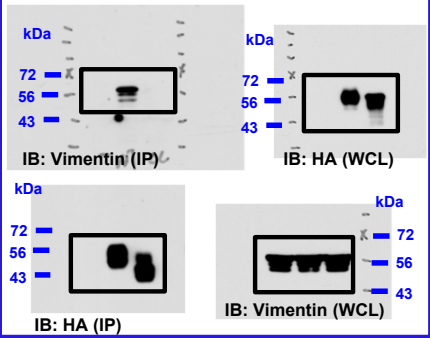 kDa
72
56
43
IB: Vimentin (IP)
kDa
72
56
43
IB: HA (WCL)
kDa
72
56
43
IB: HA (IP)
kDa
72
56
43
IB: Vimentin (WCL)